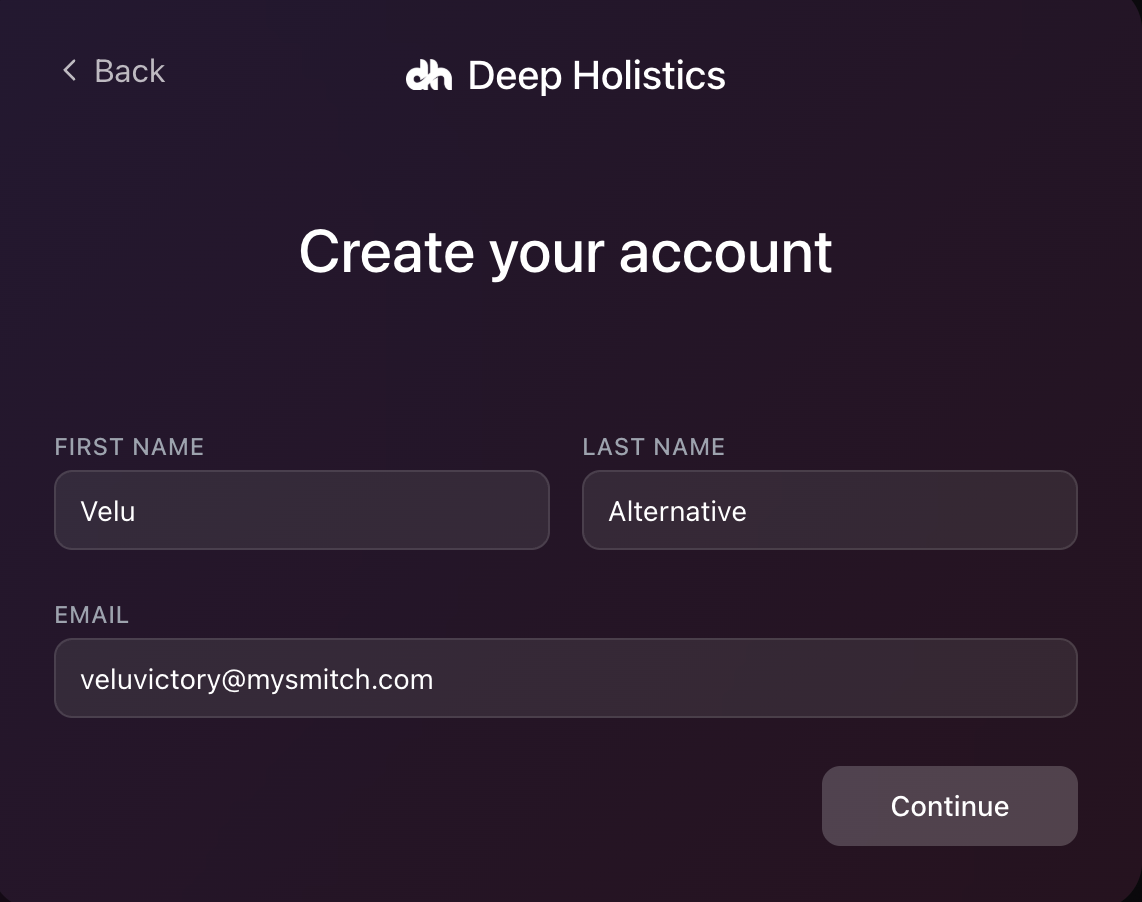 Back
dh Deep Holistics
Create your account
FIRST NAME
LAST NAME
Velu
Alternative
EMAIL
veluvictory@mysmitch.com
Continue